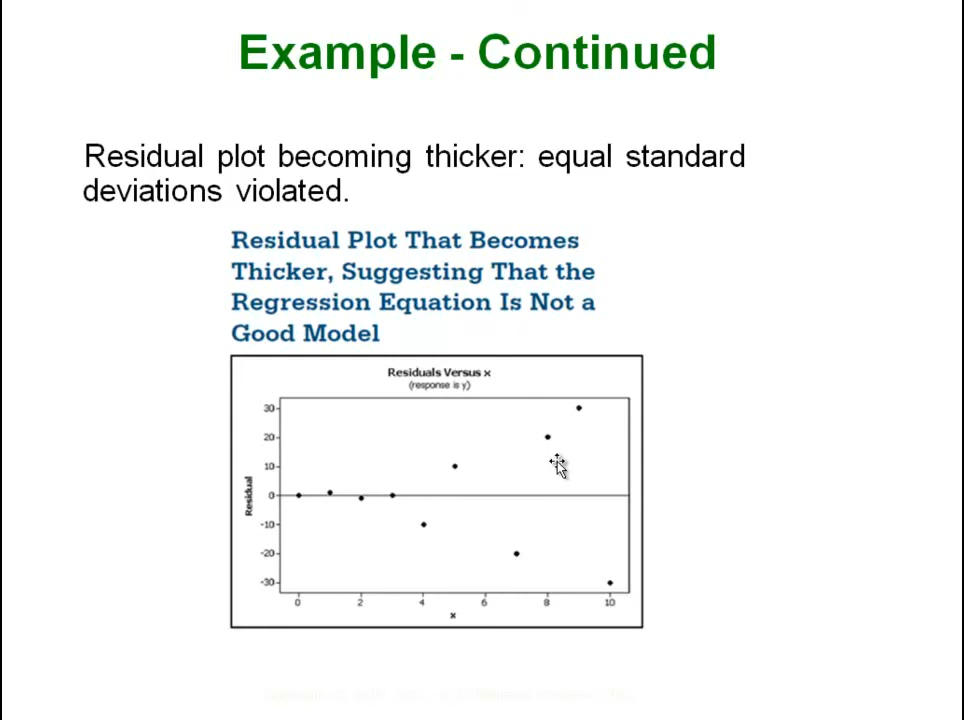 Example - Continued
Residual plot becoming thicker: equal standard
deviations violated.
Residual Plot That Becomes
Thicker, Suggesting That the
Regression Equation Is Not a
Good Model
Residuals Versus x
(response is y)
30
20
10
0
-10
-20
-30
Residual
0 2 4 6 8 10
x